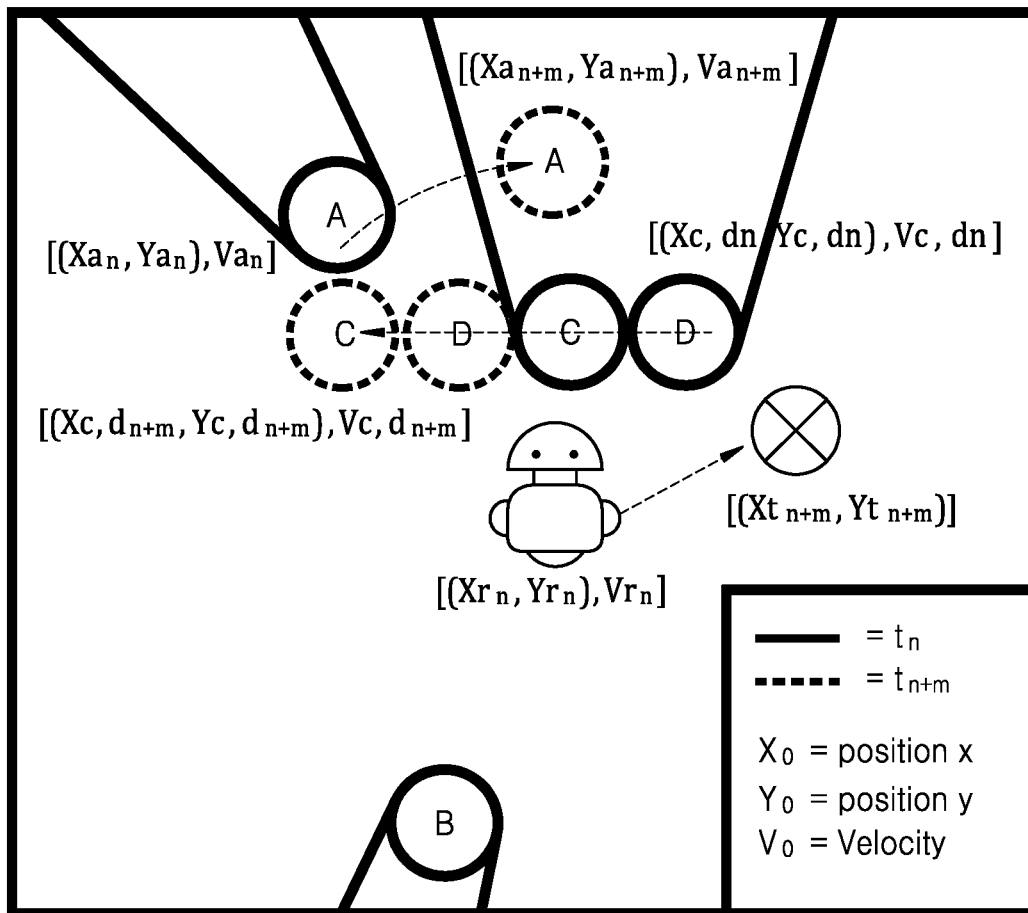 [(Xaₙ₊ₘ, Yaₙ₊ₘ), Vaₙ₊ₘ]
A
A
[(Xaₙ, Yaₙ), Vaₙ]
[(Xc, dn, Yc, dn), Vc, dn]
C D C D
[(Xc, dₙ₊ₘ, Yc, dₙ₊ₘ), Vc, dₙ₊ₘ]
[(Xtₙ₊ₘ, Ytₙ₊ₘ)]
[(Xrₙ, Yrₙ), Vrₙ]
= tₙ
= tₙ₊ₘ
X₀ = position x
Y₀ = position y
V₀ = Velocity
B